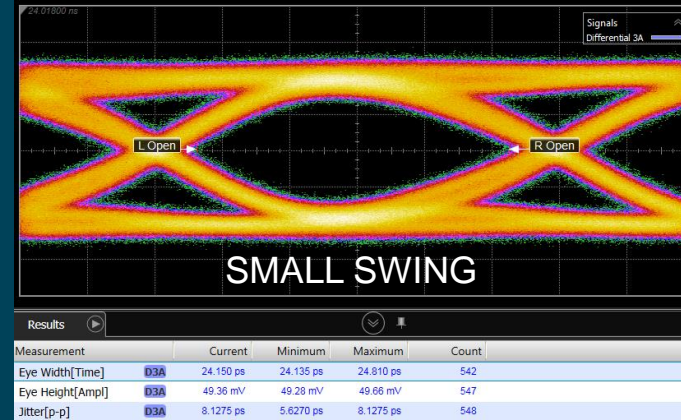 24.01800 ns
Signals
Differential 3A
L Open
R Open
SMALL SWING
Results
Measurement Current Minimum Maximum Count
Eye Width[Time] D3A 24.150 ps 24.135 ps 24.810 ps 542
Eye Height[Ampl] D3A 49.36 mV 49.28 mV 49.66 mV 547
Jitter[p-p] D3A 8.1275 ps 5.6270 ps 8.1275 ps 548